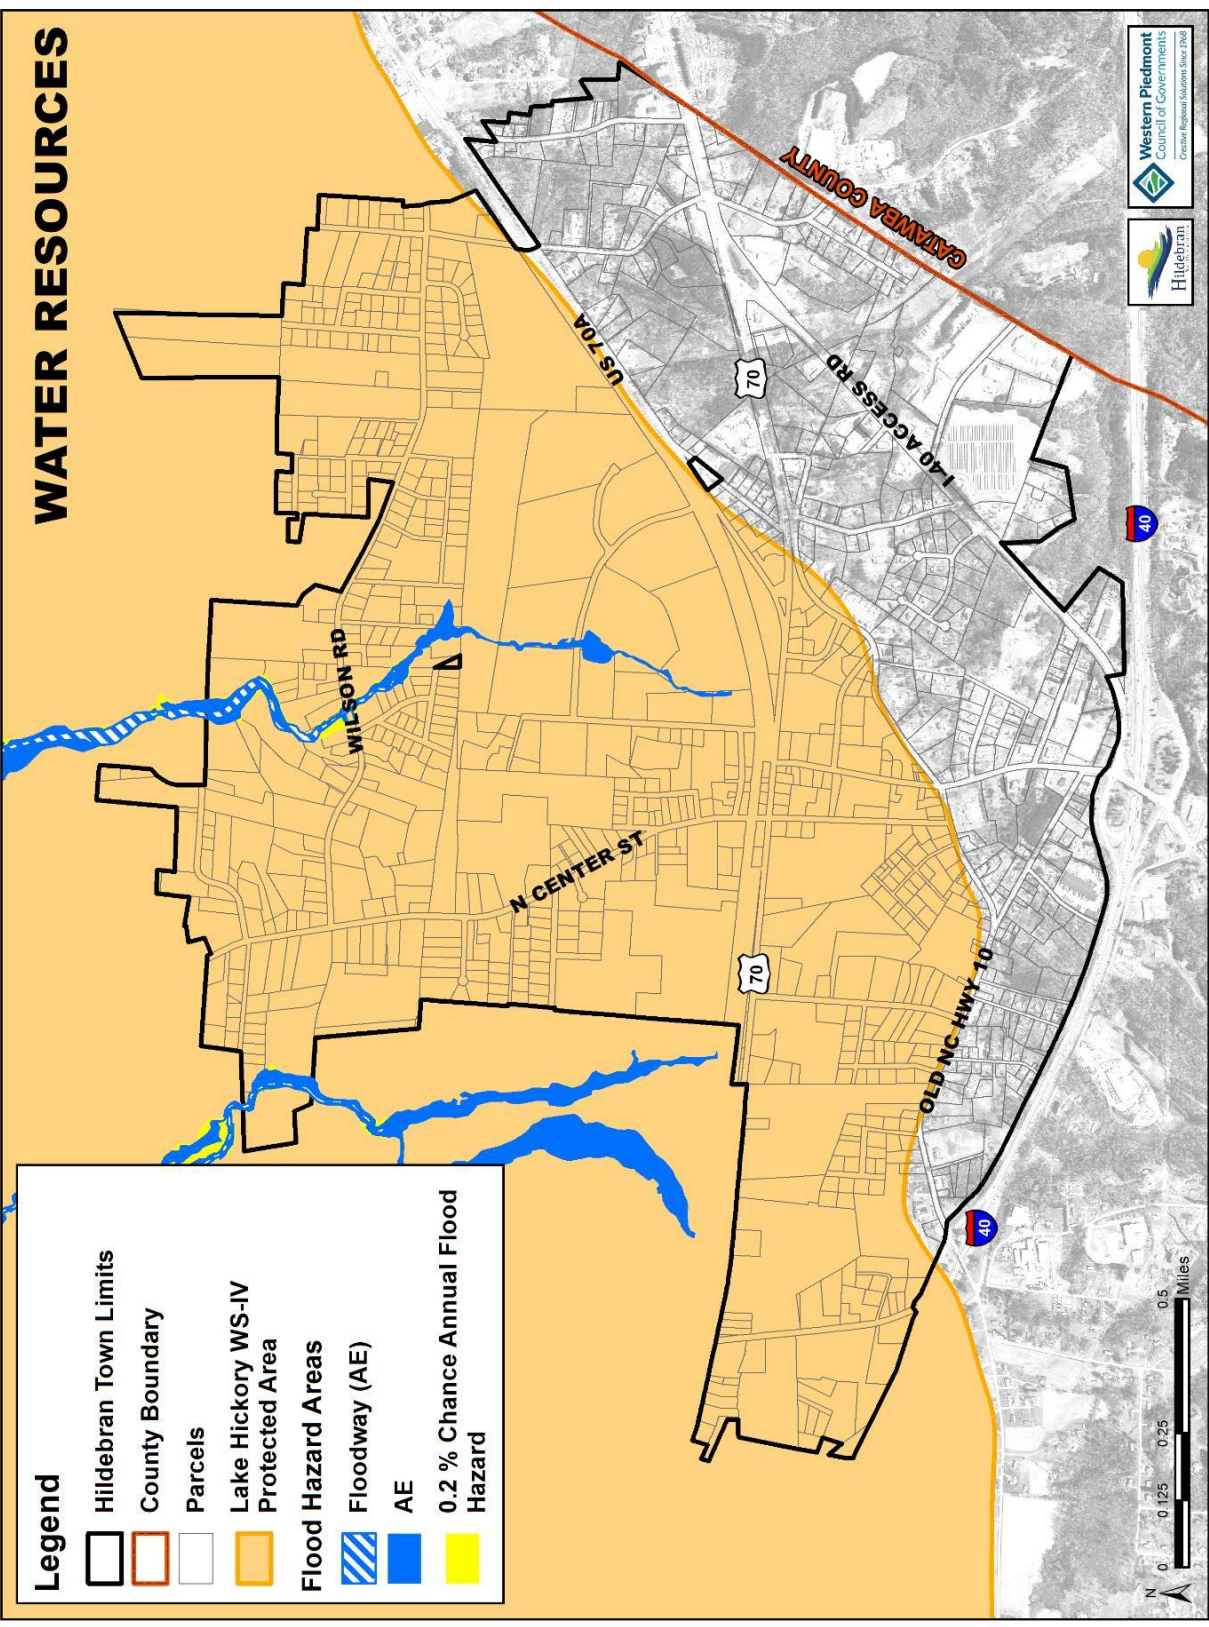 WATER RESOURCES
Legend
Hildebran Town Limits
County Boundary
Parcels
Lake Hickory WS-IV
Protected Area
Flood Hazard Areas
Floodway (AE)
AE
0.2 % Chance Annual Flood
Hazard
WILSON RD
N CENTER ST
US 70A
70
70
OLD NC HWY 10
I-40 ACCESS RD
CATAWBA COUNTY
40
40
N
0 0.125 0.25 0.5
Miles
Hildebran
Western Piedmont
Council of Governments
Creative Regional Solutions Since 1968